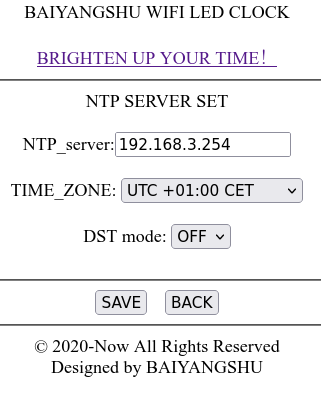 BAIYANGSHU WIFI LED CLOCK
BRIGHTEN UP YOUR TIME！
NTP SERVER SET
NTP_server: 192.168.3.254
TIME_ZONE: UTC +01:00 CET
DST mode: OFF
SAVE BACK
© 2020-Now All Rights Reserved
Designed by BAIYANGSHU